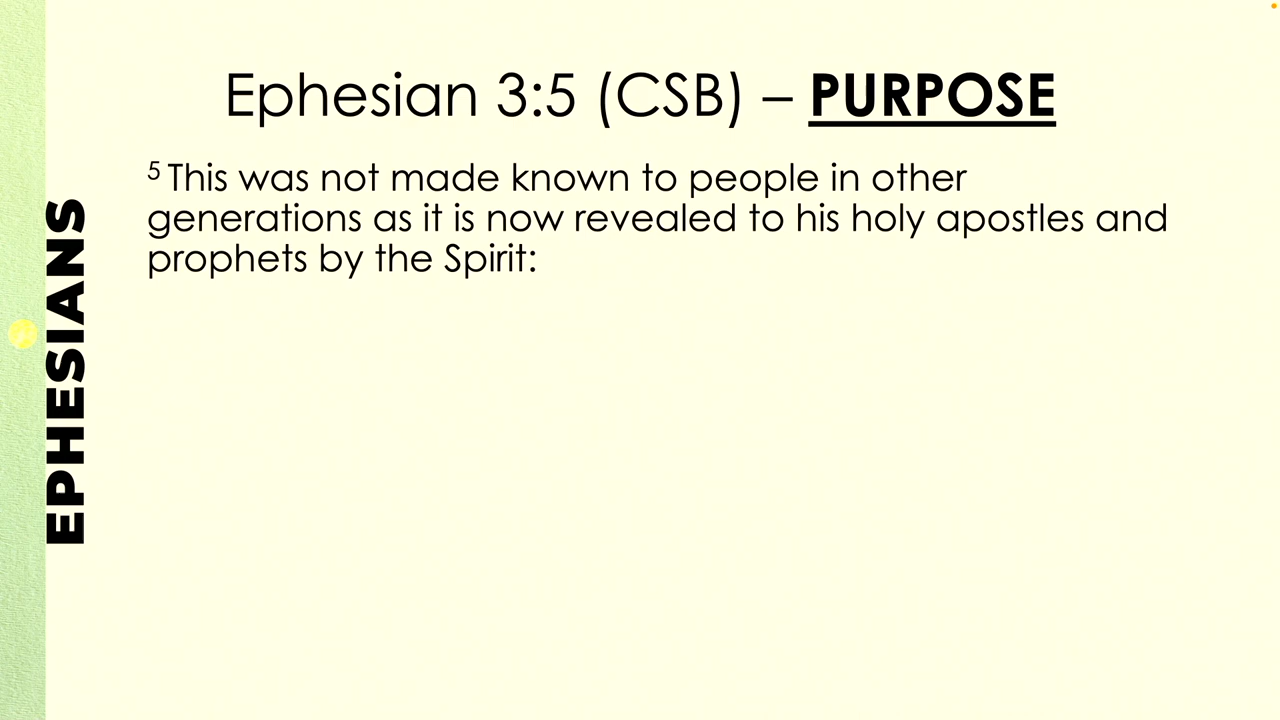 Ephesian 3:5 (CSB) – PURPOSE
5 This was not made known to people in other
generations as it is now revealed to his holy apostles and
prophets by the Spirit:
EPHESIANS